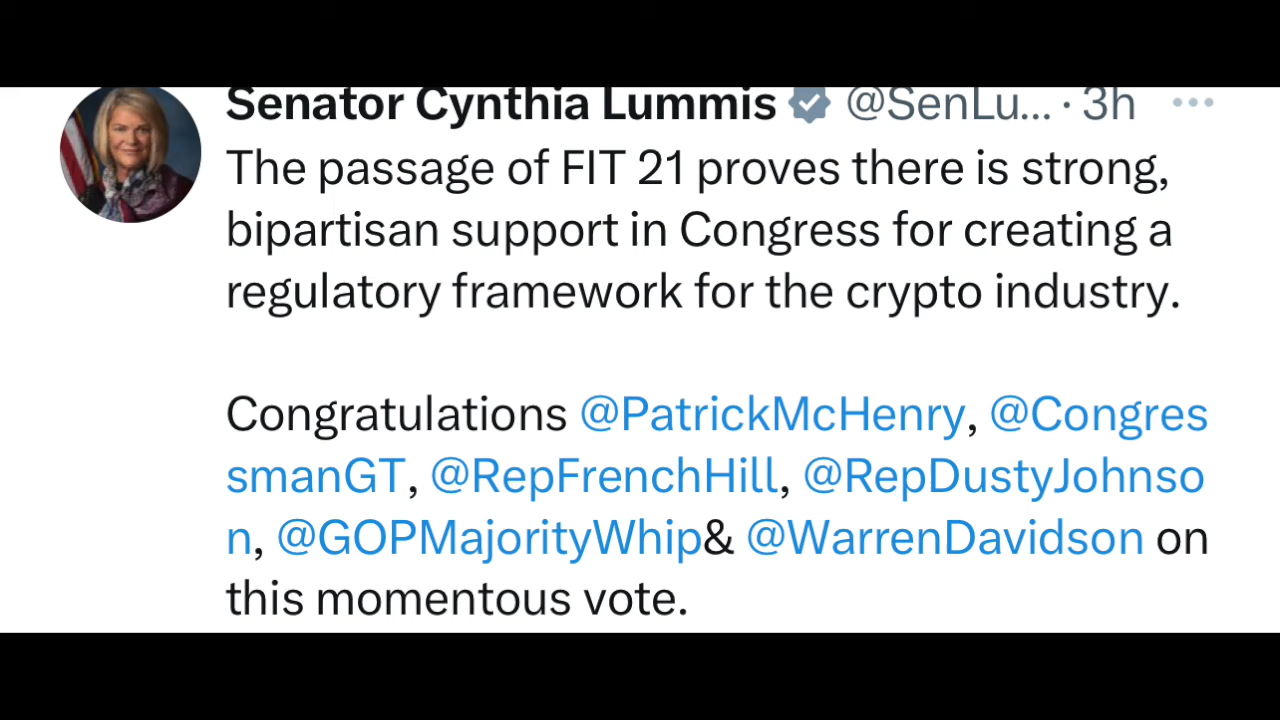 Senator Cynthia Lummis @SenLu... · 3h
The passage of FIT 21 proves there is strong,
bipartisan support in Congress for creating a
regulatory framework for the crypto industry.
Congratulations @PatrickMcHenry, @Congres
smanGT, @RepFrenchHill, @RepDustyJohnso
n, @GOPMajorityWhip& @WarrenDavidson on
this momentous vote.